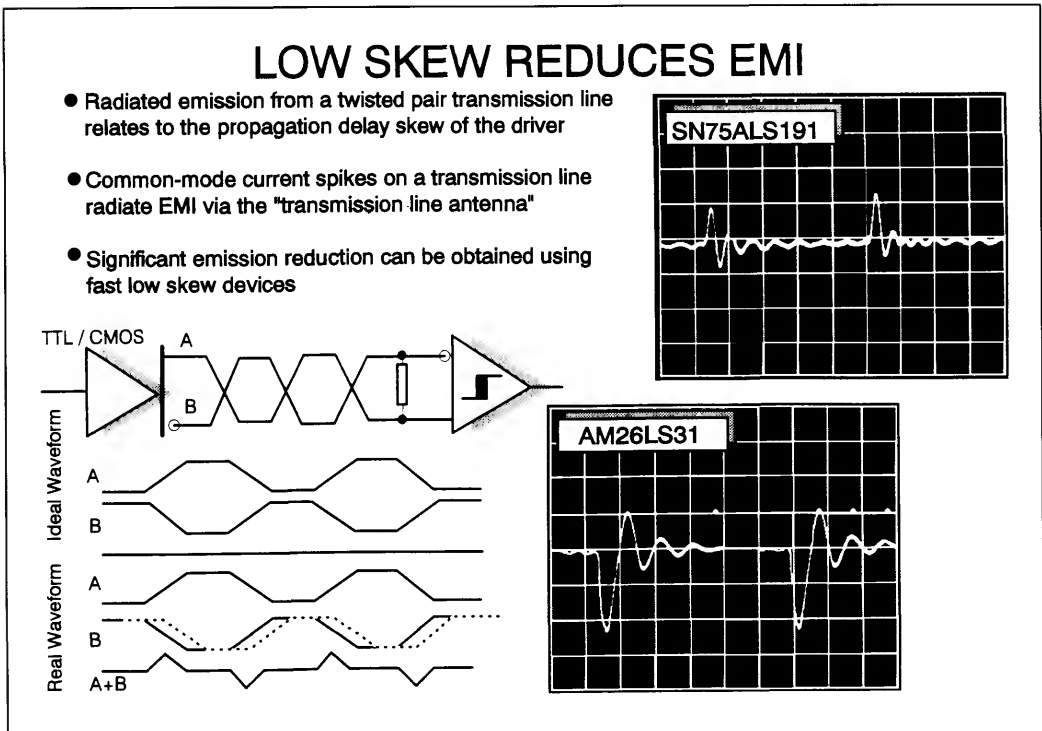 LOW SKEW REDUCES EMI
● Radiated emission from a twisted pair transmission line
relates to the propagation delay skew of the driver
● Common-mode current spikes on a transmission line
radiate EMI via the "transmission line antenna"
● Significant emission reduction can be obtained using
fast low skew devices
SN75ALS191
TTL / CMOS
A
B
AM26LS31
Ideal Waveform
A
B
Real Waveform
A
B
A+B